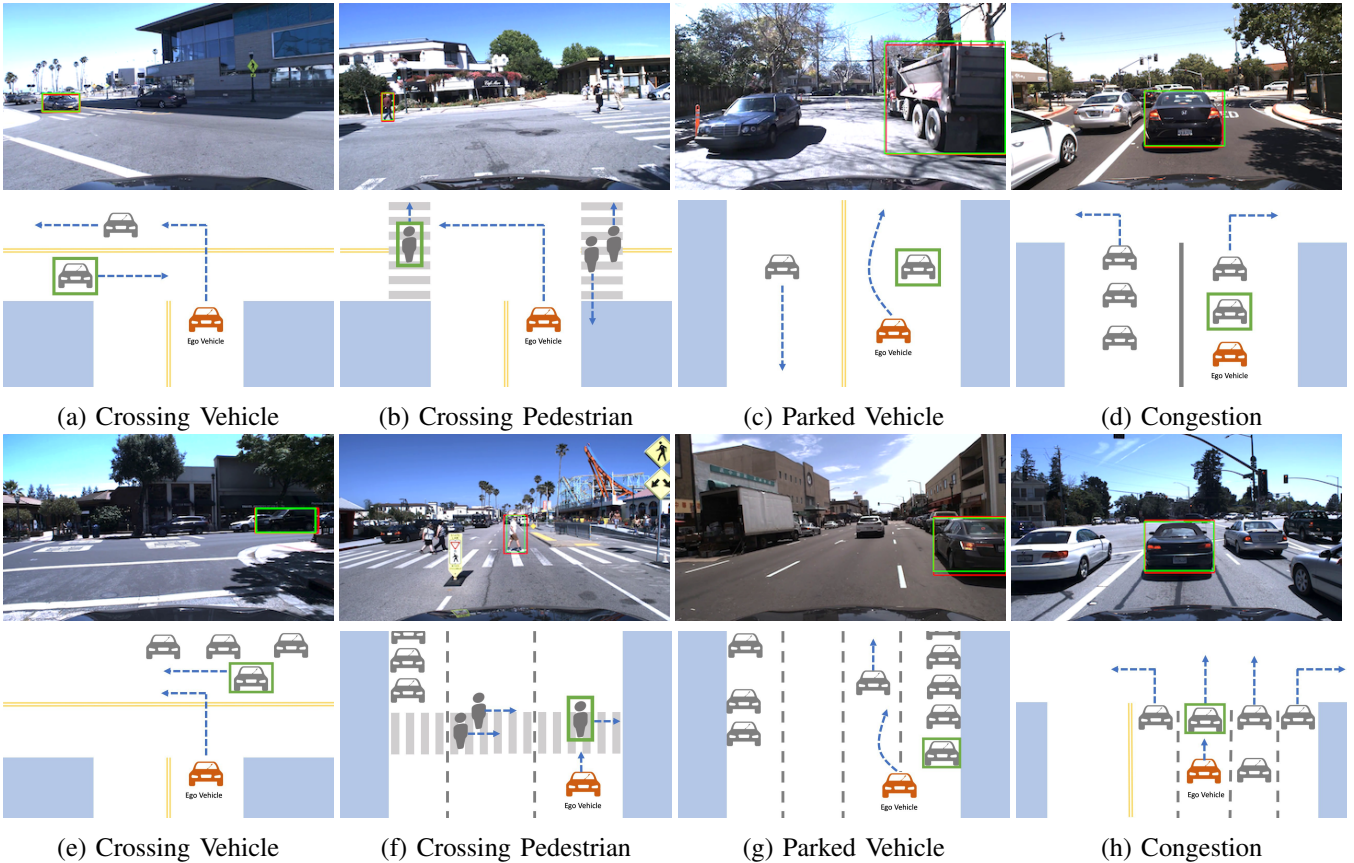 Ego Vehicle
Ego Vehicle
Ego Vehicle
Ego Vehicle
(a) Crossing Vehicle
(b) Crossing Pedestrian
(c) Parked Vehicle
(d) Congestion
Ego Vehicle
Ego Vehicle
Ego Vehicle
Ego Vehicle
(e) Crossing Vehicle
(f) Crossing Pedestrian
(g) Parked Vehicle
(h) Congestion